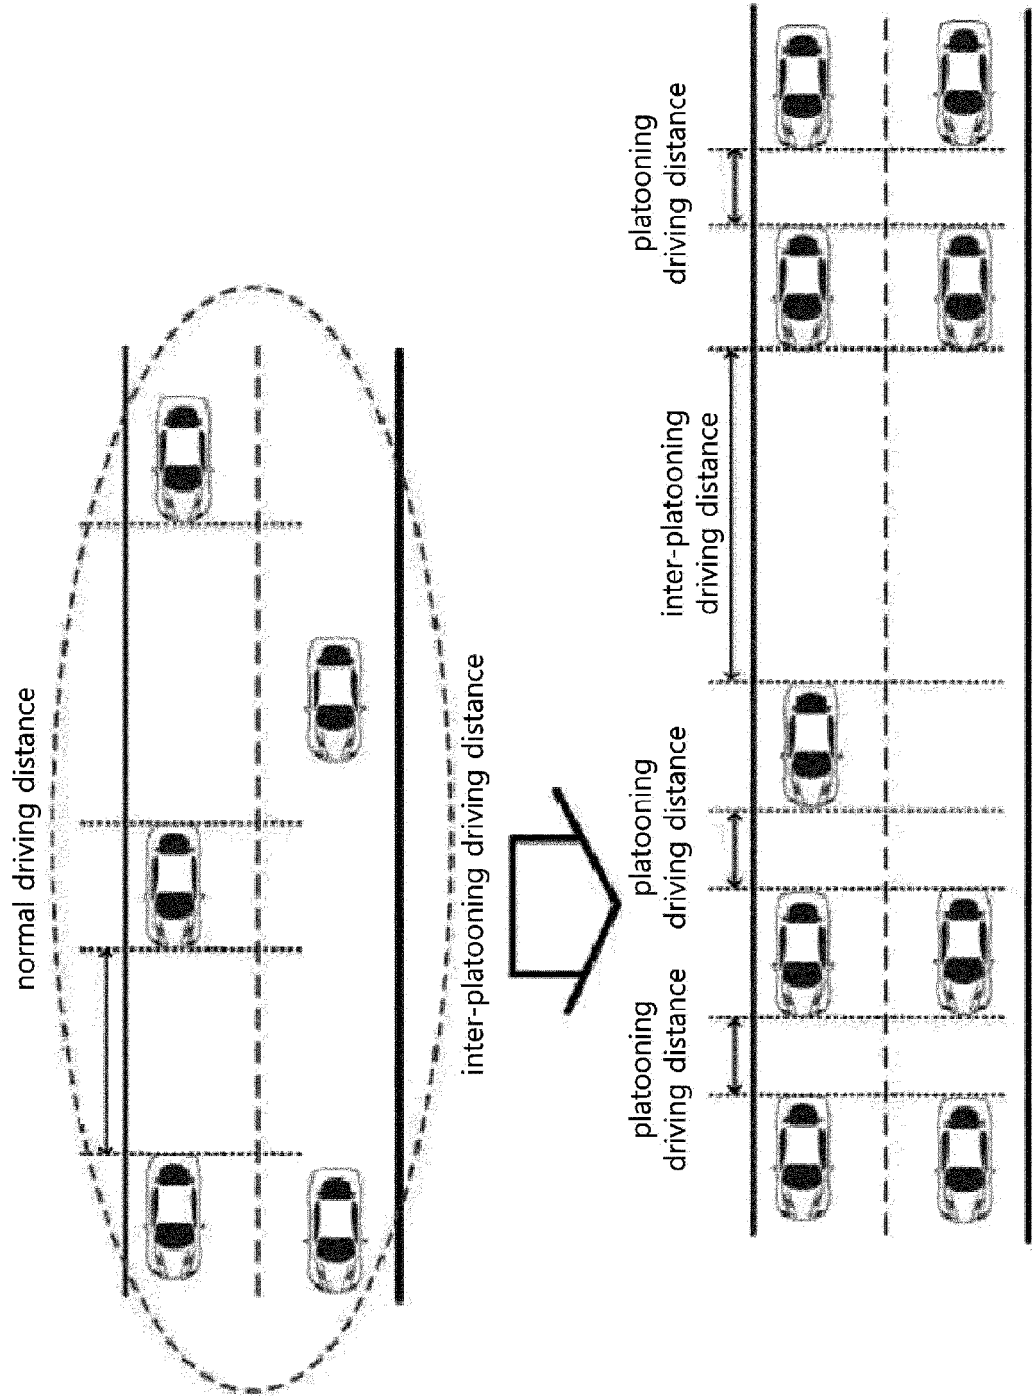 normal driving distance
inter-platooning driving distance
platooning
driving distance
platooning
driving distance
inter-platooning
driving distance
platooning
driving distance